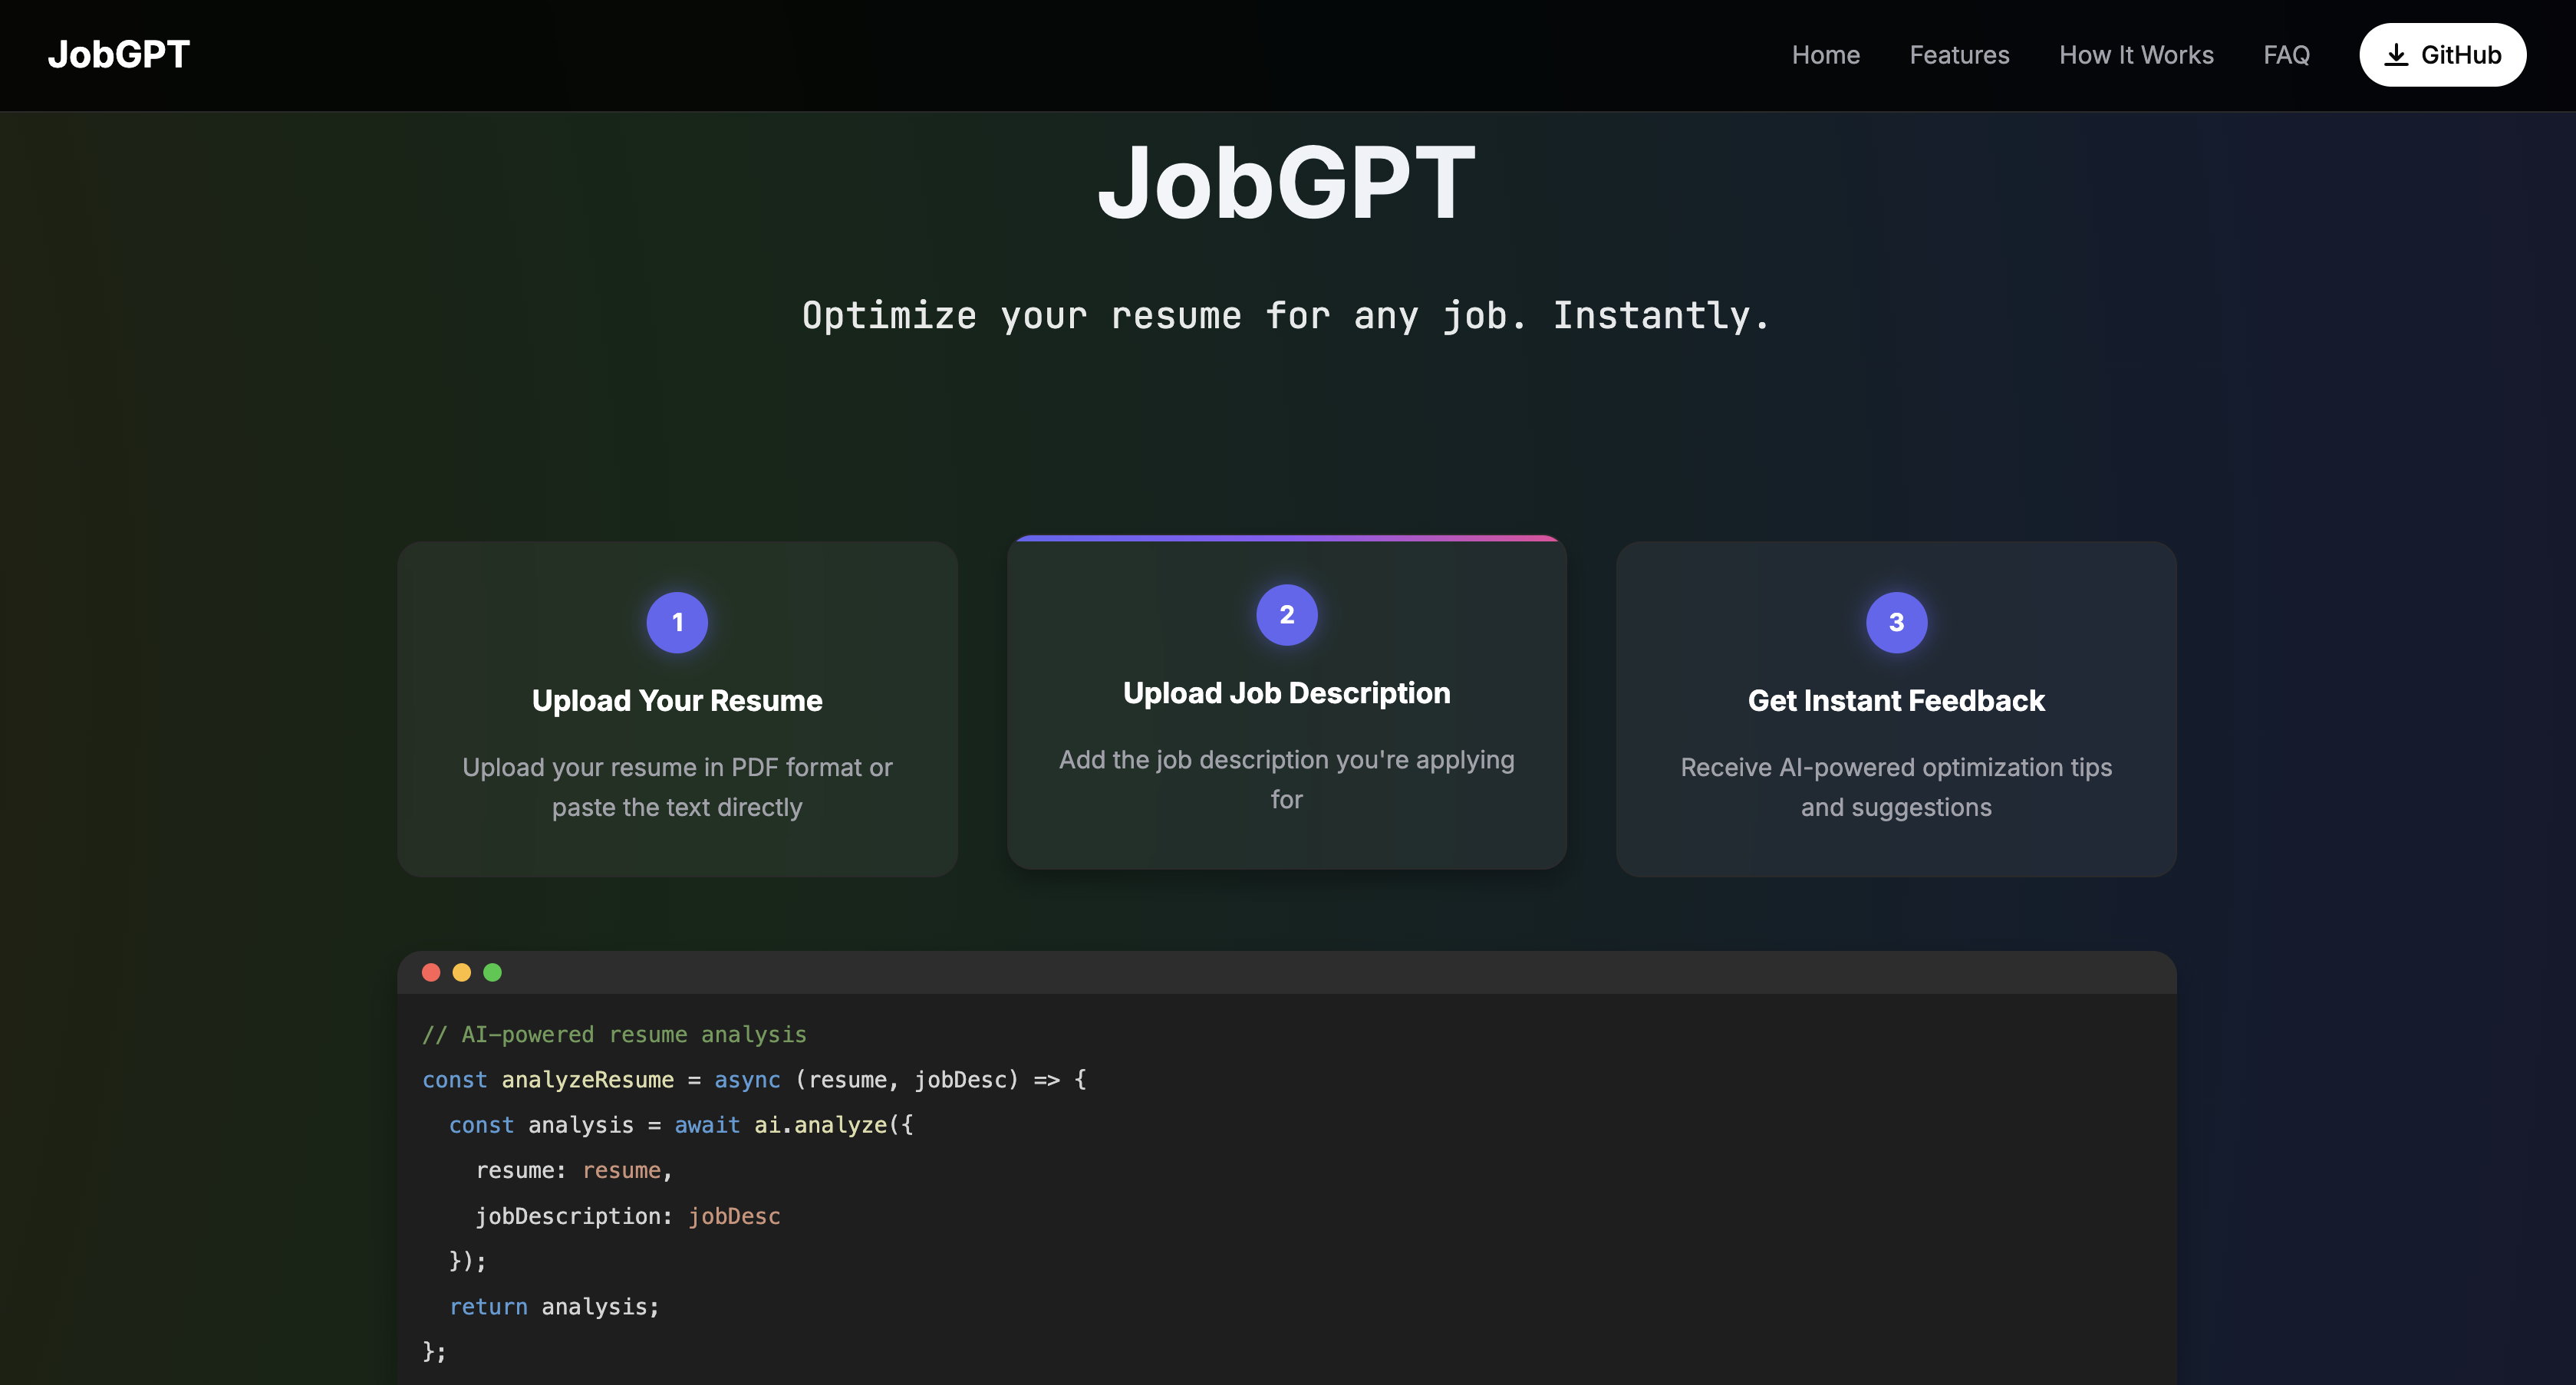 JobGPT
Home
Features
How It Works
FAQ
GitHub
JobGPT
Optimize your resume for any job. Instantly.
1
Upload Your Resume
Upload your resume in PDF format or
paste the text directly
2
Upload Job Description
Add the job description you're applying
for
3
Get Instant Feedback
Receive AI-powered optimization tips
and suggestions
// AI-powered resume analysis
const analyzeResume = async (resume, jobDesc) => {
  const analysis = await ai.analyze({
    resume: resume,
    jobDescription: jobDesc
  });
  return analysis;
};